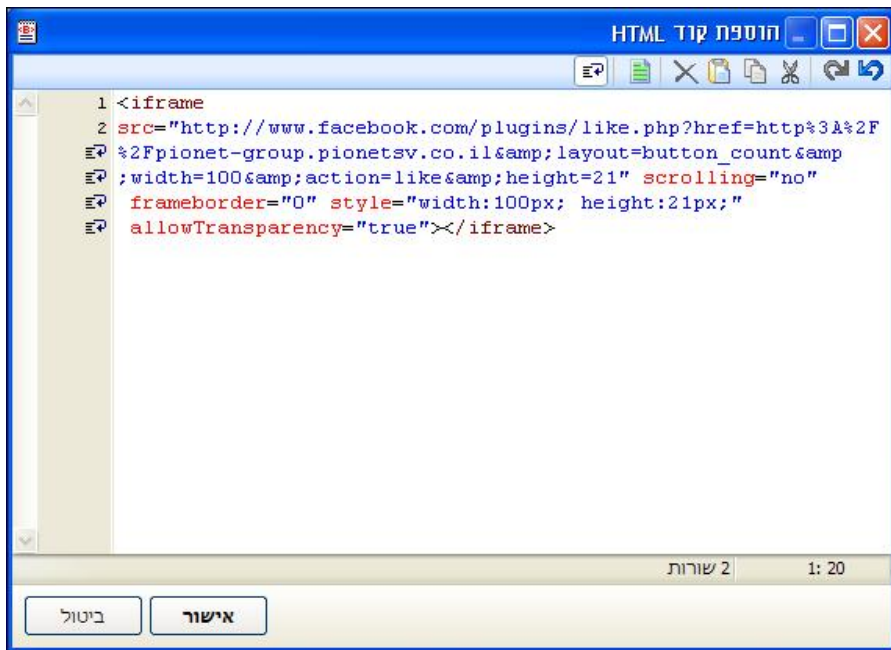 הוספת קוד HTML
1 <iframe
2 src="http://www.facebook.com/plugins/like.php?href=http%3A%2F
%2Fpionet-group.pionetsv.co.il&amp;layout=button_count&amp
;width=100&amp;action=like&amp;height=21" scrolling="no"
frameborder="0" style="width:100px; height:21px;"
allowTransparency="true"></iframe>
2 שורות
1: 20
אישור
ביטול